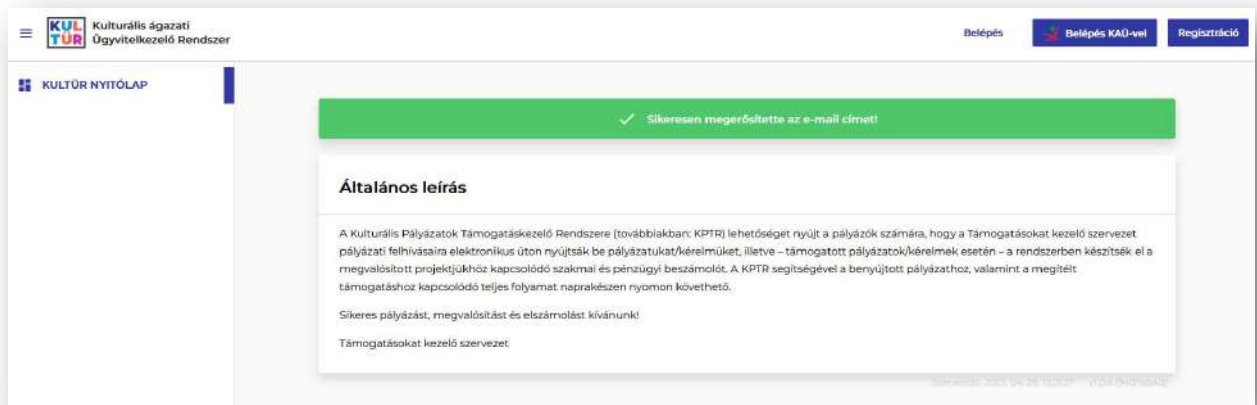 KUL
TÜR
Kulturális ágazati
Ügyvitelkezelő Rendszer
Belépés
Belépés KAÜ-vel
Regisztráció
KULTÚR NYITÓLAP
Sikeresen megerősítette az e-mail címet!
Általános leírás
A Kulturális Pályázatok Támogatáskezelő Rendszere (továbbiakban: KPTR) lehetőséget nyújt a pályázók számára, hogy a Támogatásokat kezelő szervezet
pályázati felhívásaira elektronikus úton nyújtsák be pályázatukat/kérelmüket, illetve – támogatott pályázatok/kérelmek esetén – a rendszerben készítsék el a
megvalósított projektjükhöz kapcsolódó szakmai és pénzügyi beszámolót. A KPTR segítségével a benyújtott pályázathoz, valamint a megítélt
támogatáshoz kapcsolódó teljes folyamat naprakészen nyomon követhető.
Sikeres pályázást, megvalósítást és elszámolást kívánunk!
Támogatásokat kezelő szervezet